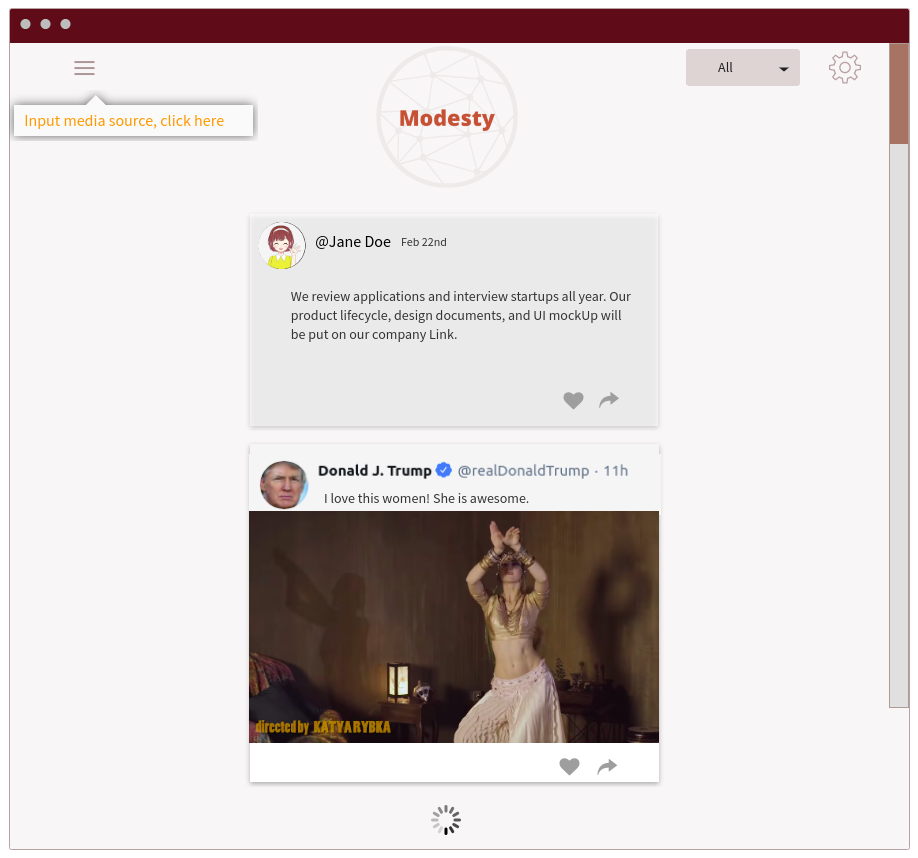 All
Input media source, click here
Modesty
@Jane Doe Feb 22nd
We review applications and interview startups all year. Our
product lifecycle, design documents, and UI mockUp will
be put on our company Link.
Donald J. Trump @realDonaldTrump · 11h
I love this women! She is awesome.
directed by KATYARYBKA